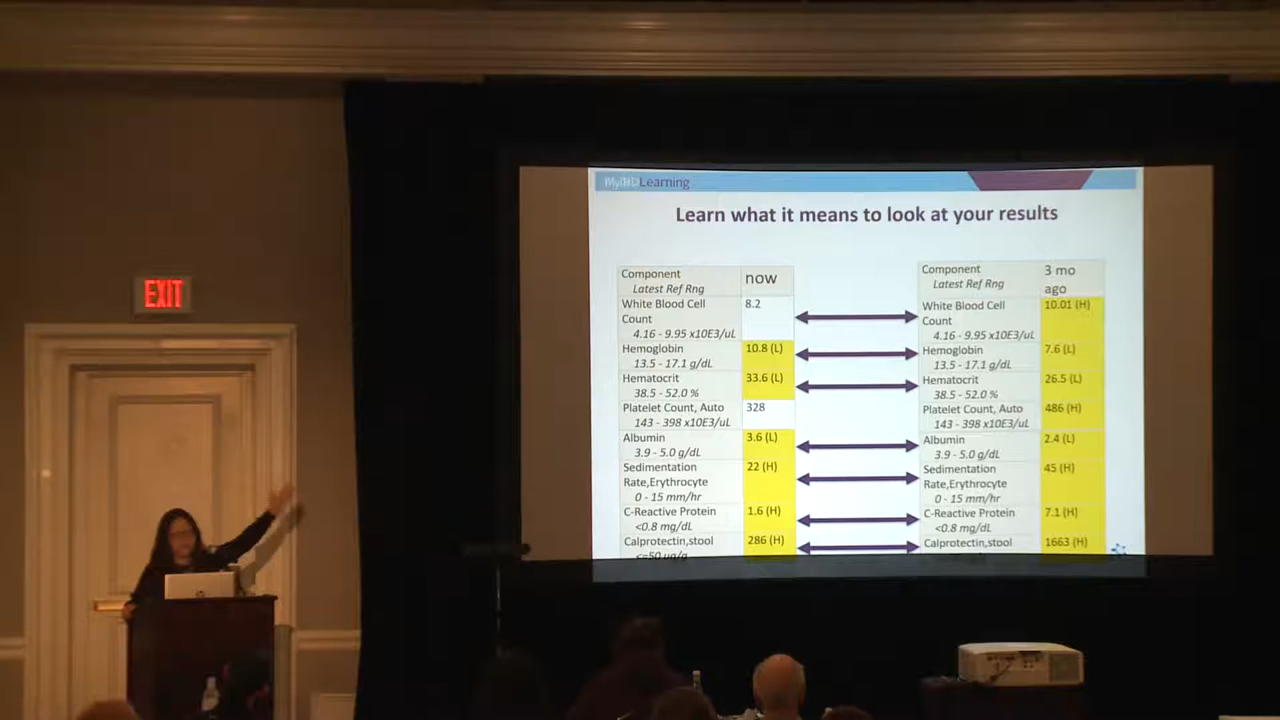 EXIT
MyIBD Learning
Learn what it means to look at your results
Component
Latest Ref Rng
now
White Blood Cell
Count
4.16 - 9.95 x10E3/uL
8.2
Hemoglobin
13.5 - 17.1 g/dL
10.8 (L)
Hematocrit
38.5 - 52.0 %
33.6 (L)
Platelet Count, Auto
143 - 398 x10E3/uL
328
Albumin
3.9 - 5.0 g/dL
3.6 (L)
Sedimentation
Rate,Erythrocyte
0 - 15 mm/hr
22 (H)
C-Reactive Protein
<0.8 mg/dL
1.6 (H)
Calprotectin,stool
<=50 ug/g
286 (H)
Component
Latest Ref Rng
3 mo
ago
White Blood Cell
Count
4.16 - 9.95 x10E3/uL
10.01 (H)
Hemoglobin
13.5 - 17.1 g/dL
7.6 (L)
Hematocrit
38.5 - 52.0 %
26.5 (L)
Platelet Count, Auto
143 - 398 x10E3/uL
486 (H)
Albumin
3.9 - 5.0 g/dL
2.4 (L)
Sedimentation
Rate,Erythrocyte
0 - 15 mm/hr
45 (H)
C-Reactive Protein
<0.8 mg/dL
7.1 (H)
Calprotectin,stool
1663 (H)